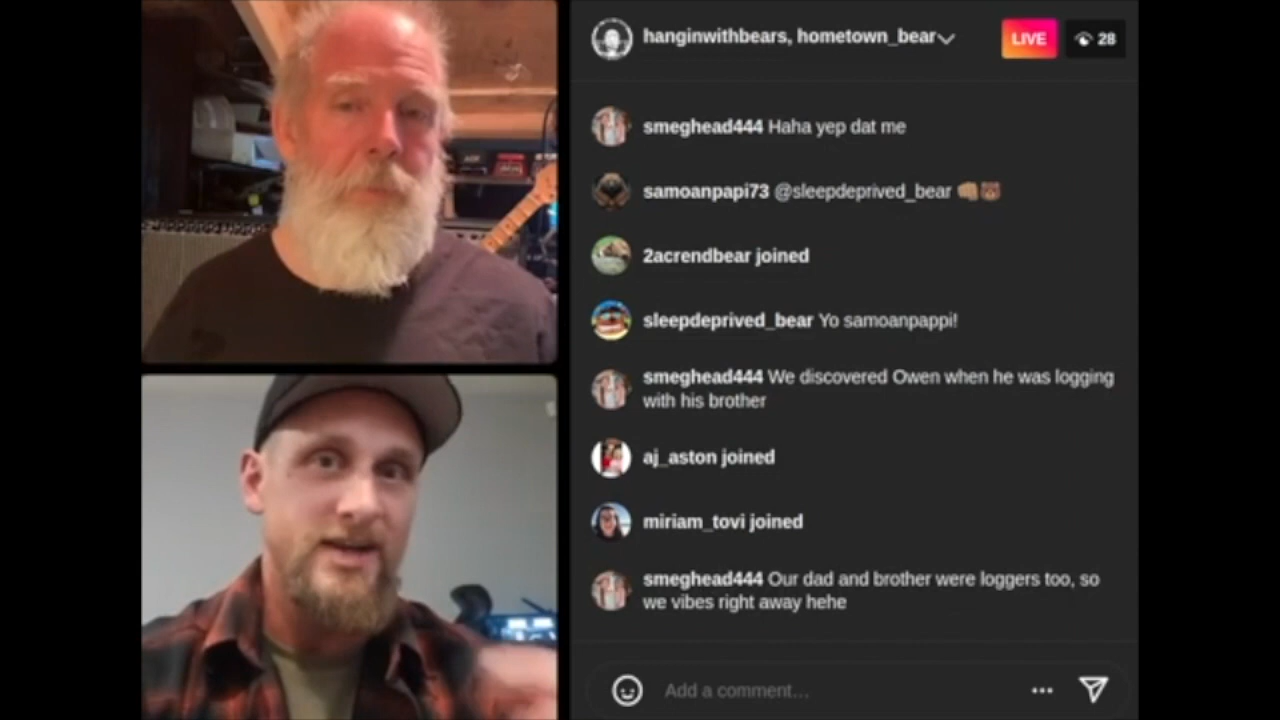 hanginwithbears, hometown_bear
LIVE
28
smeghead444 Haha yep dat me
samoanpapi73 @sleepdeprived_bear 👊🏽🐻
2acrendbear joined
sleepdeprived_bear Yo samoanpappi!
smeghead444 We discovered Owen when he was logging
with his brother
aj_aston joined
miriam_tovi joined
smeghead444 Our dad and brother were loggers too, so
we vibes right away hehe
Add a comment…